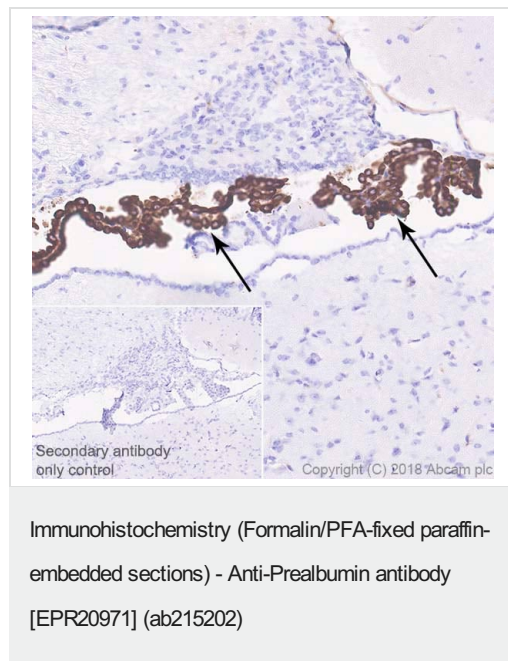 Secondary antibody
only control
Copyright (C) 2018 Abcam plc
Immunohistochemistry (Formalin/PFA-fixed paraffin-
embedded sections) - Anti-Prealbumin antibody
[EPR20971] (ab215202)